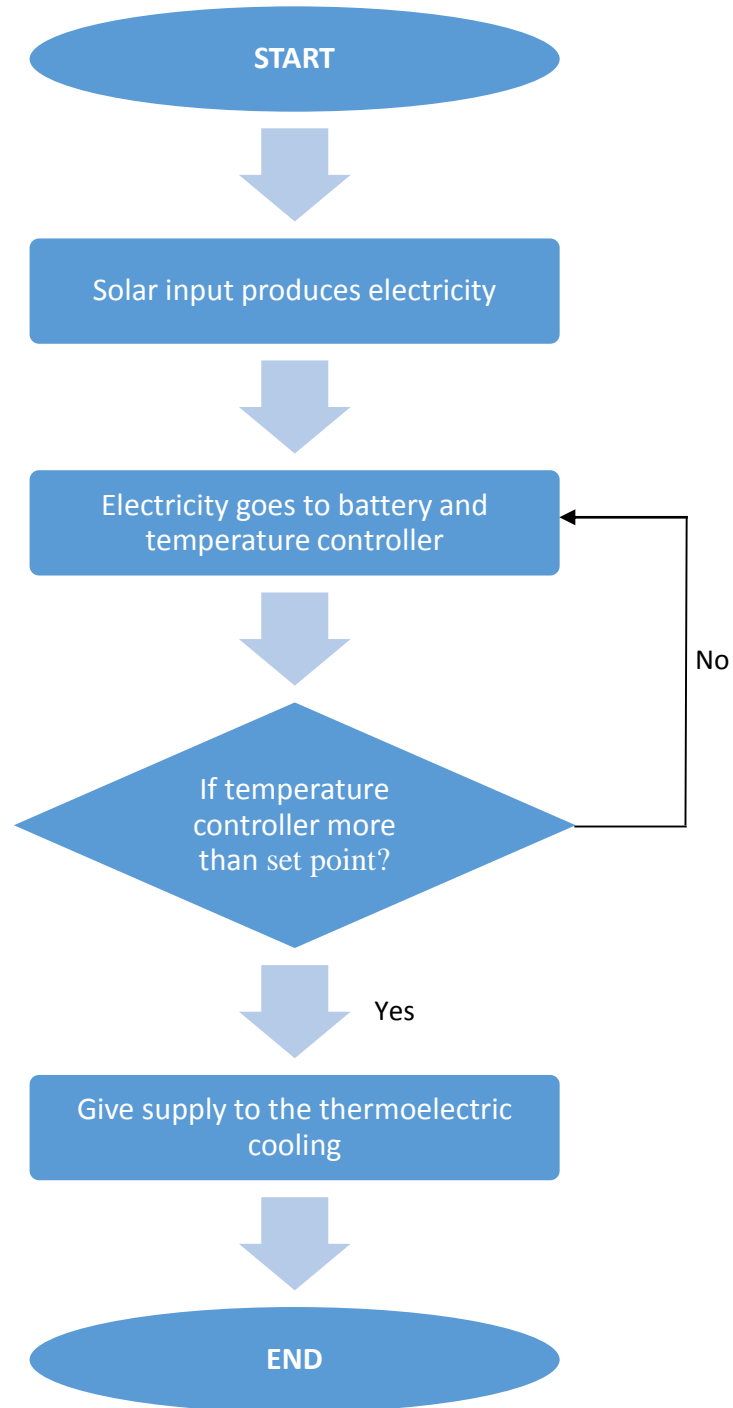 START
Solar input produces electricity
Electricity goes to battery and
temperature controller
No
If temperature
controller more
than set point?
Yes
Give supply to the thermoelectric
cooling
END